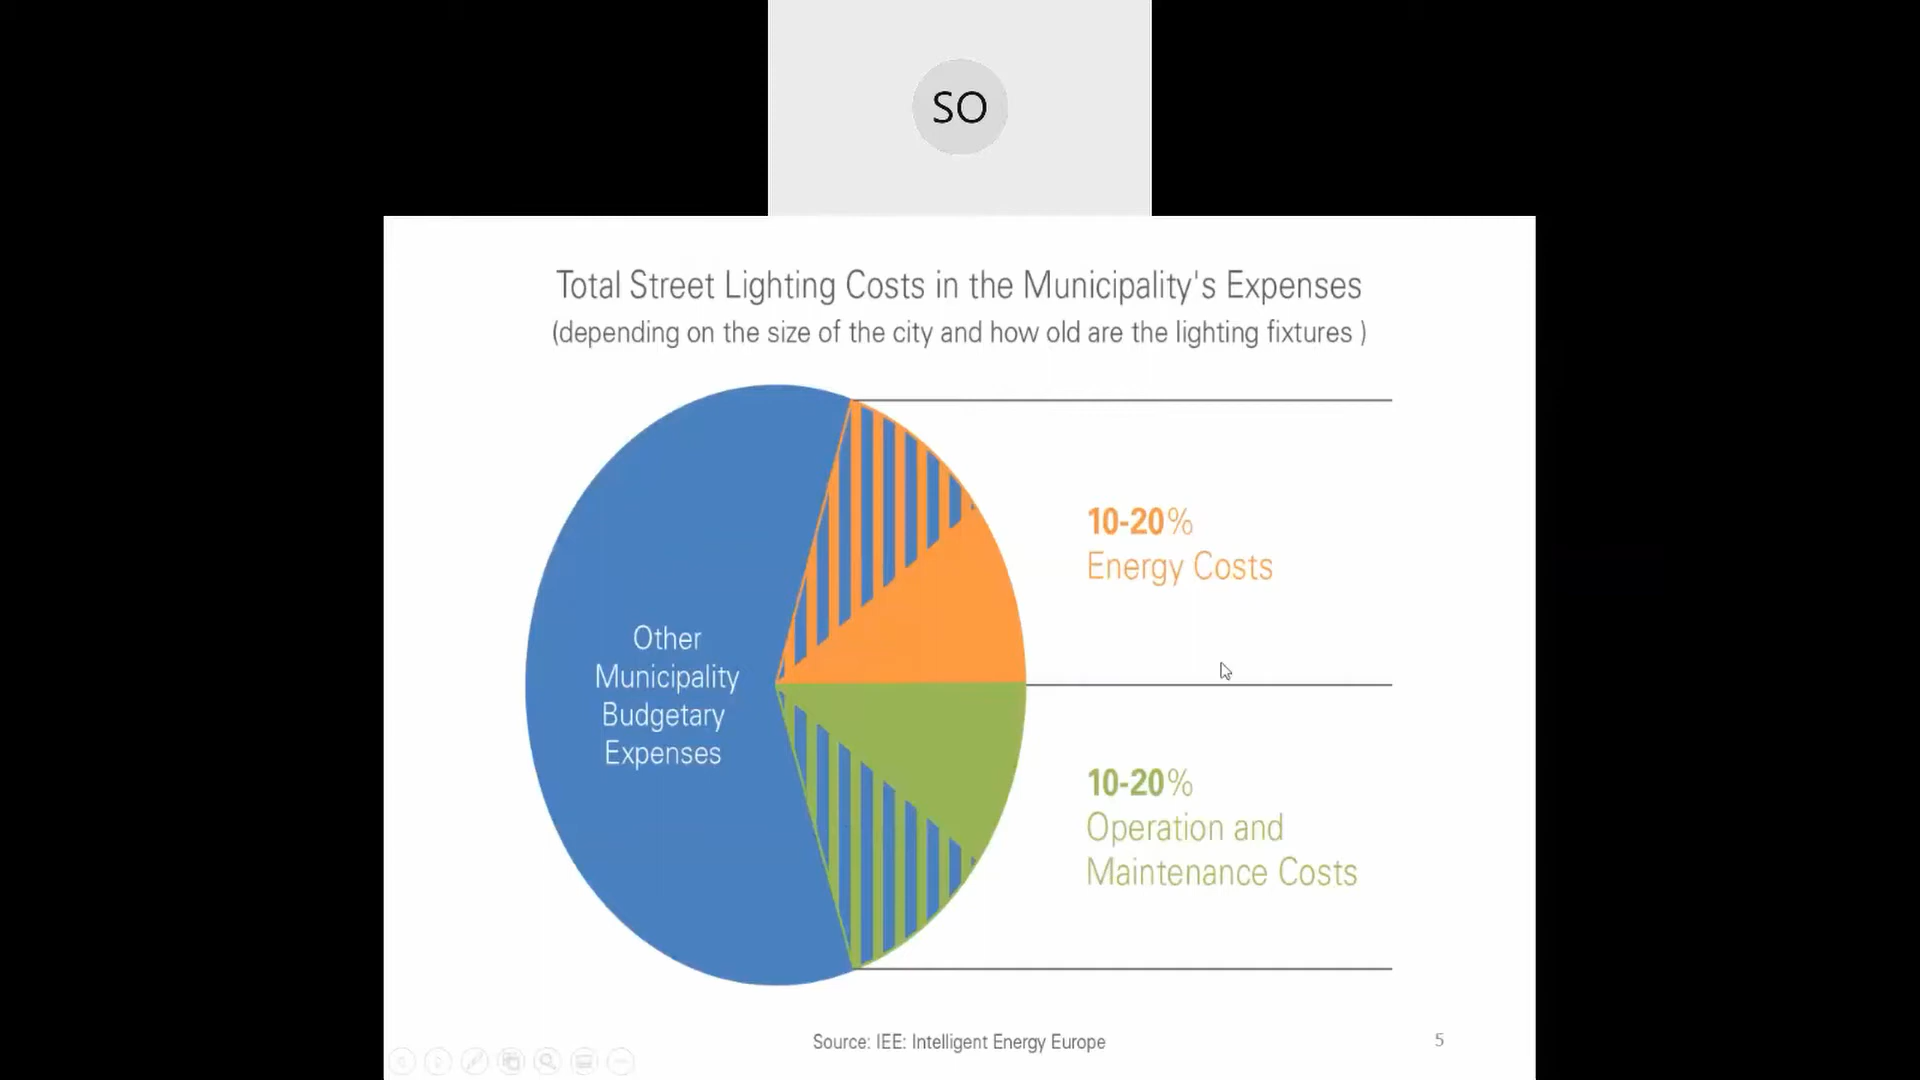 SO
Total Street Lighting Costs in the Municipality's Expenses
(depending on the size of the city and how old are the lighting fixtures )
10-20%
Energy Costs
Other
Municipality
Budgetary
Expenses
10-20%
Operation and
Maintenance Costs
Source: IEE: Intelligent Energy Europe
5